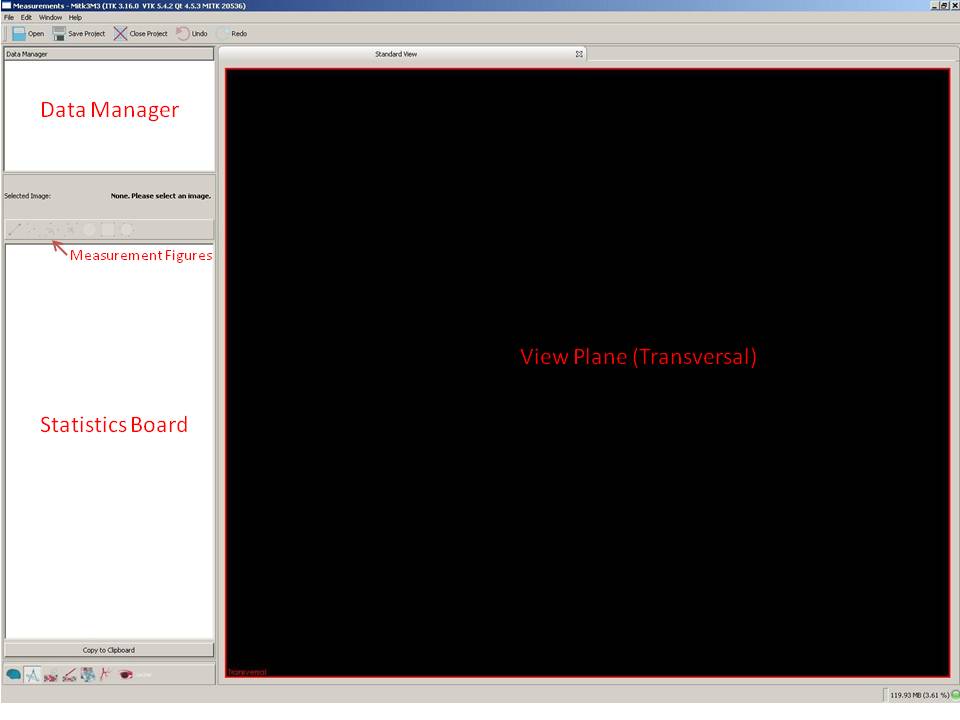 Measurements - Mitk3M3 (ITK 3.16.0 VTK 5.4.2 Qt 4.5.3 MITK 20536)
File Edit Window Help
Open Save Project Close Project Undo Redo
Data Manager
Standard View
Data Manager
Selected Image: None. Please select an image.
Measurement Figures
View Plane (Transversal)
Statistics Board
Copy to Clipboard
Transversal
119.93 MB (3.61 %)